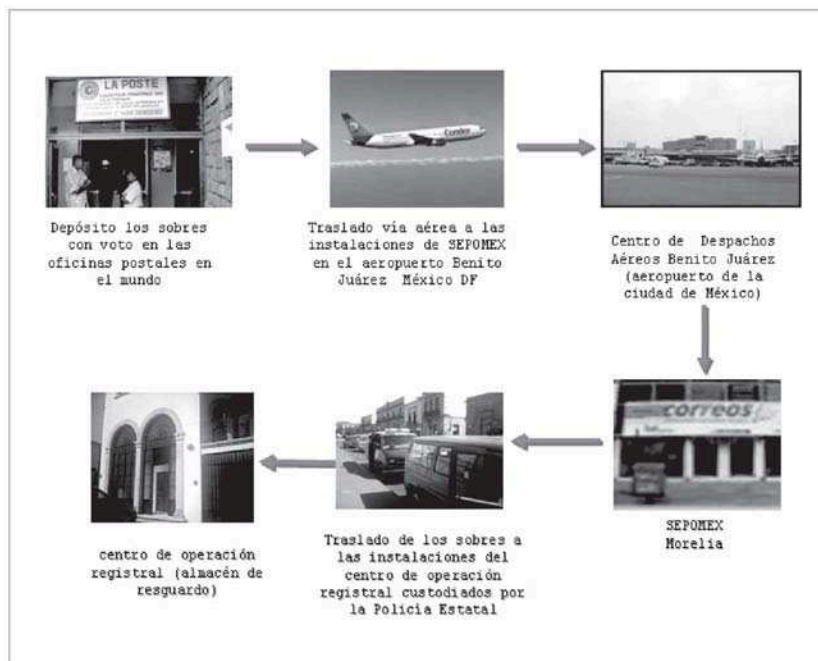 LA POSTE
Depósito los sobres
con voto en las
oficinas postales en
el mundo
Condor
Traslado vía aérea a las
instalaciones de SEPOMEX
en el aeropuerto Benito
Juárez México DF
Centro de Despachos
Aéreos Benito Juárez
(aeropuerto de la
ciudad de México)
correos
SEPOMEX
Morelia
Traslado de los sobres a
las instalaciones del
centro de operación
registral custodiados por
la Policía Estatal
centro de operación
registral (almacén de
resguardo)